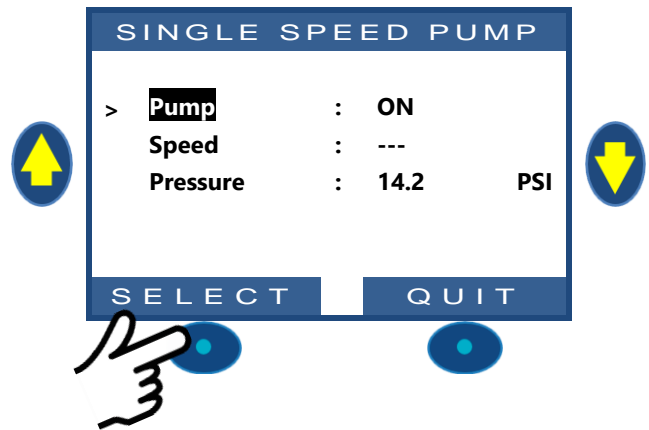 SINGLE SPEED PUMP
> Pump : ON
Speed : ---
Pressure : 14.2 PSI
SELECT QUIT